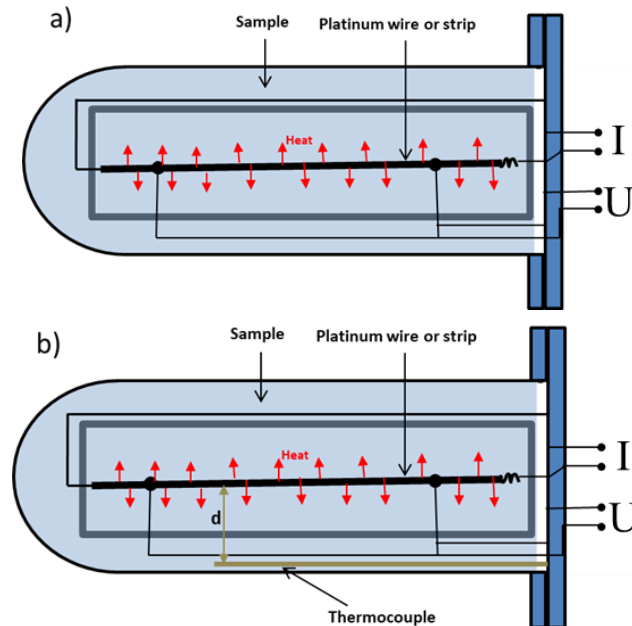 a)
Sample
Platinum wire or strip
Heat
I
U
b)
Sample
Platinum wire or strip
Heat
I
d
U
Thermocouple